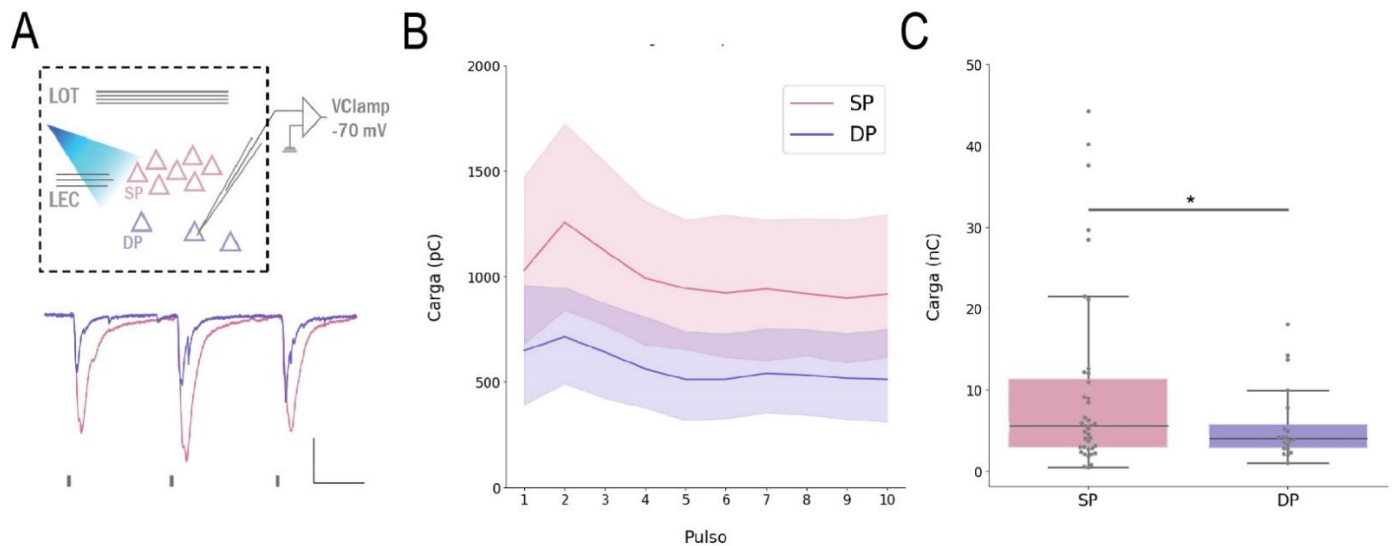 A
LOT
VClamp
-70 mV
LEC
SP
DP
B
2000
1500
1000
500
0
Carga (pC)
SP
DP
1 2 3 4 5 6 7 8 9 10
Pulso
C
50
40
30
20
10
0
Carga (nC)
*
SP DP